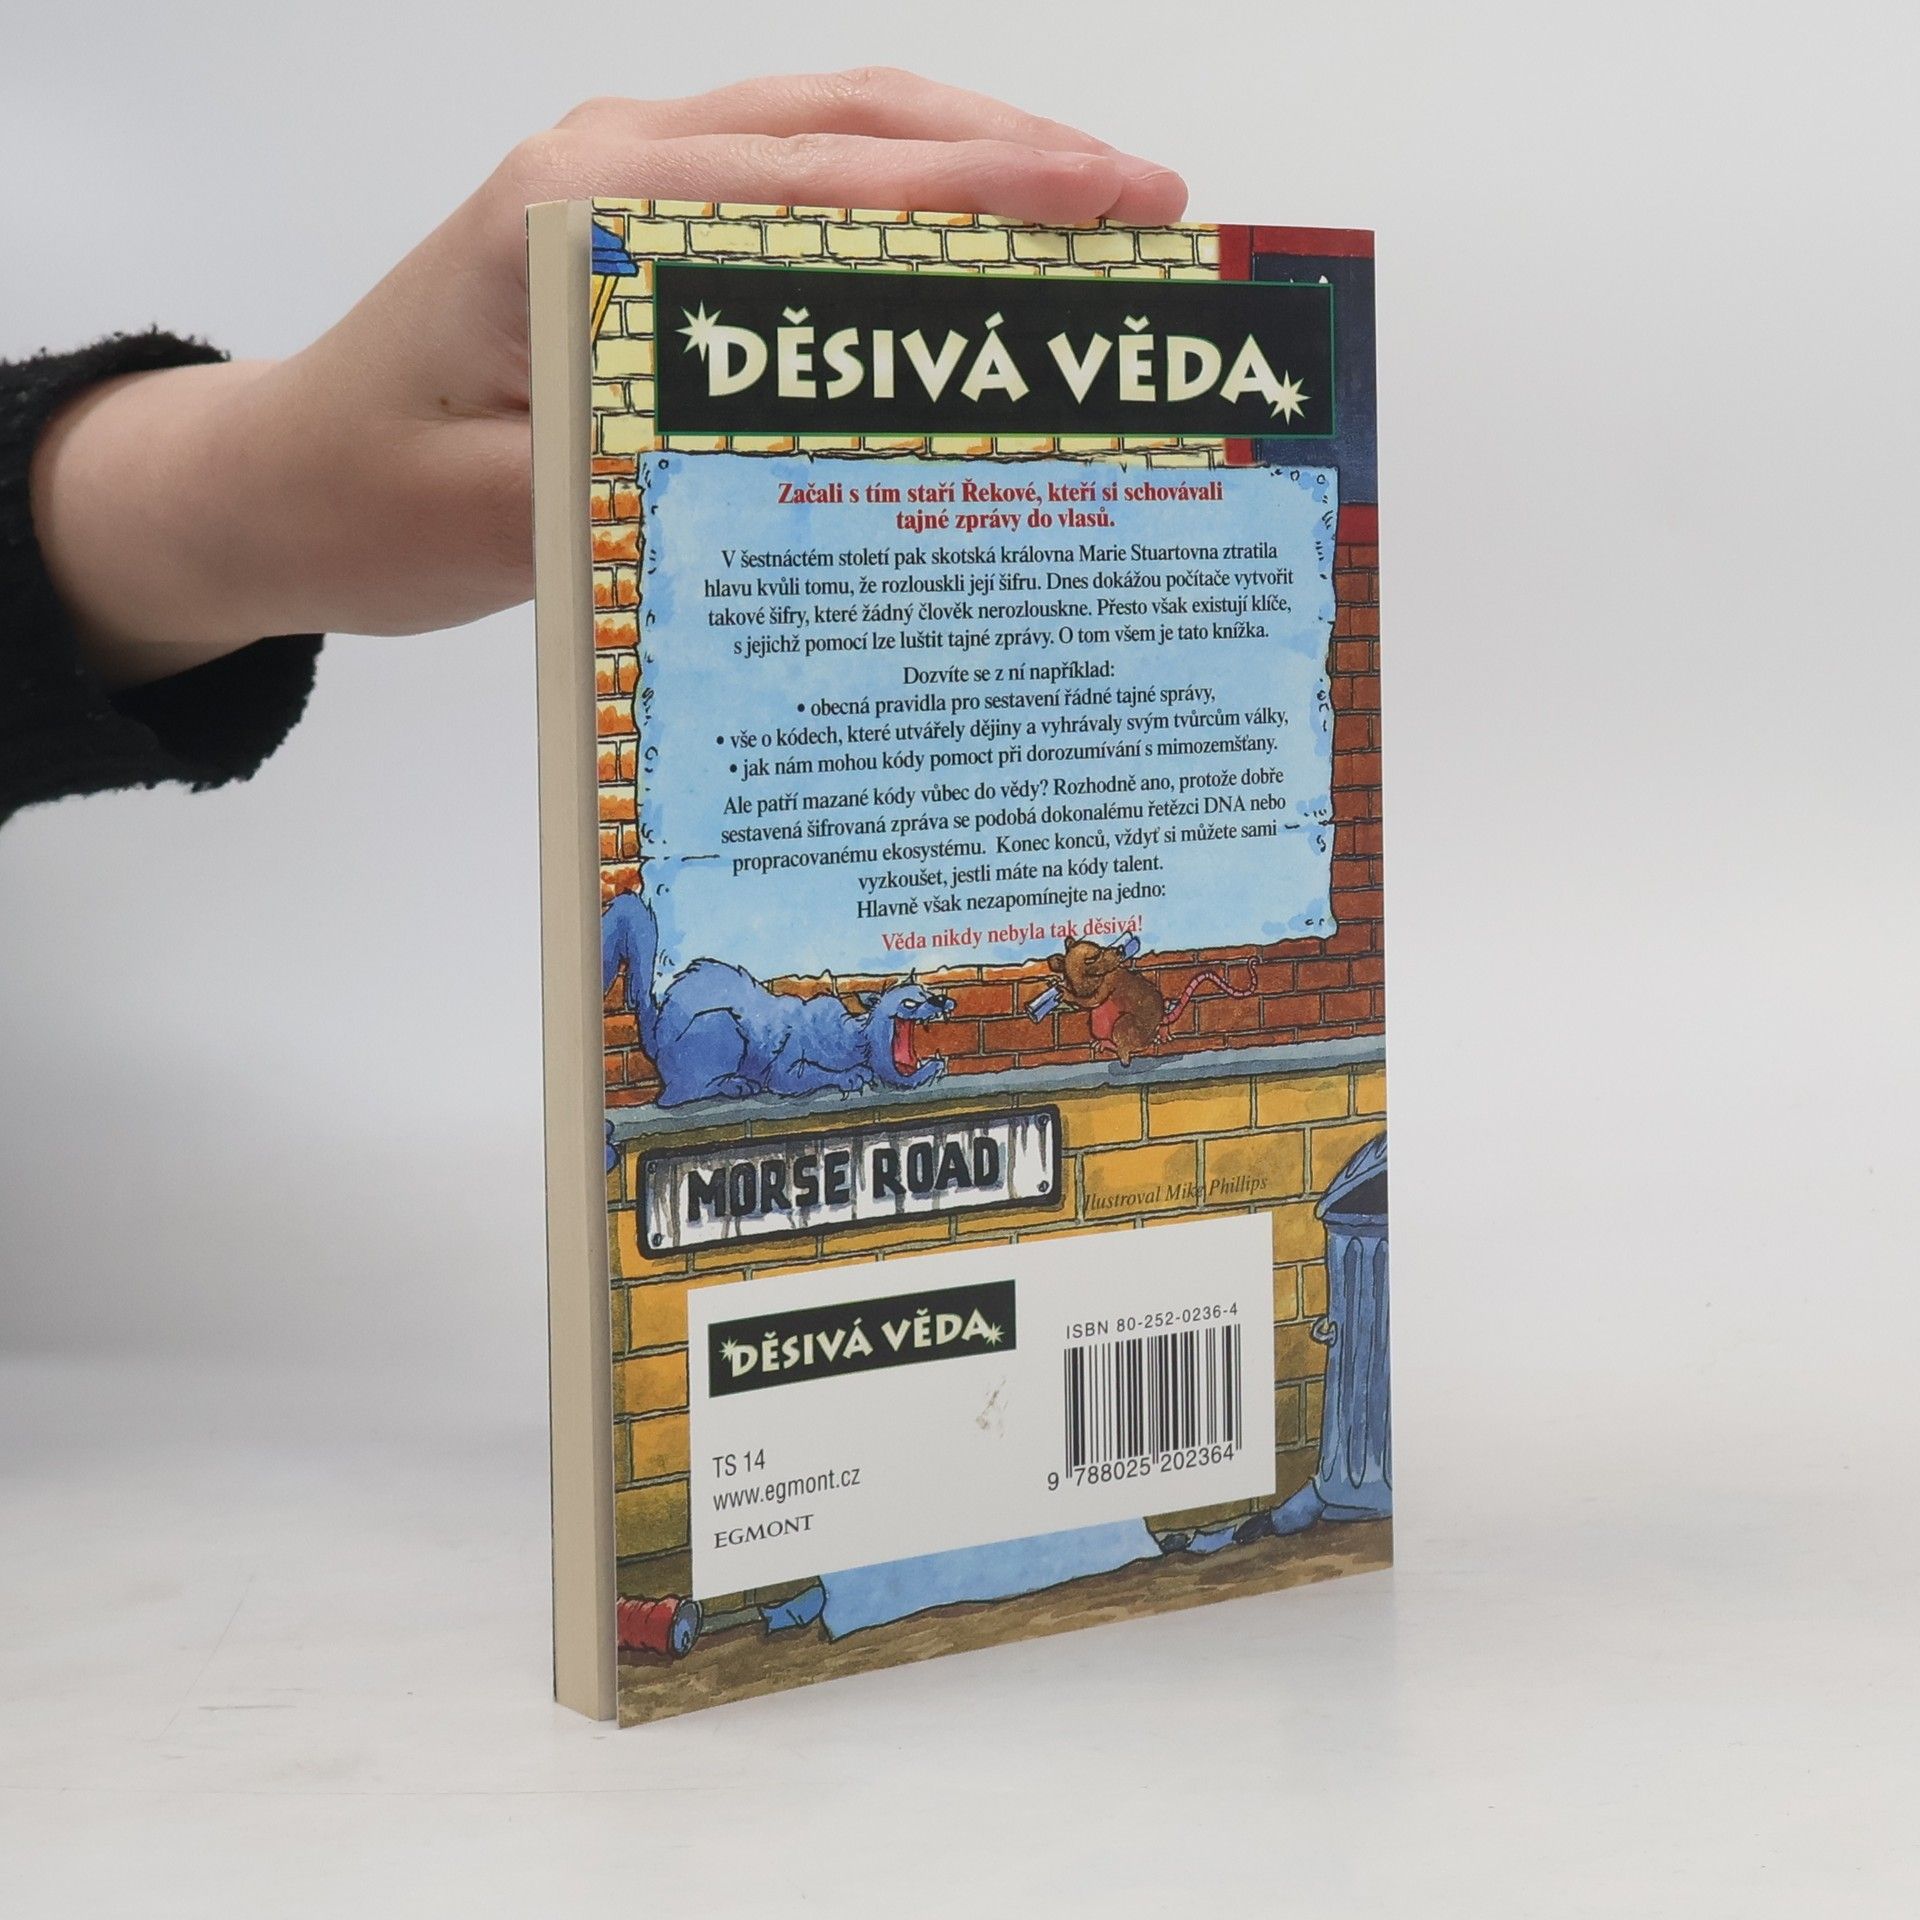 DĚSIVÁ VĚDA
Začali s tím staří Řekové, kteří si schovávali
tajné zprávy do vlasů.
V šestnáctém století pak skotská královna Marie Stuartovna ztratila
hlavu kvůli tomu, že rozlouskli její šifru. Dnes dokážou počítače vytvořit
takové šifry, které žádný člověk nerozlouskne. Přesto však existují klíče,
s jejichž pomocí lze luštit tajné zprávy. O tom všem je tato knížka.
Dozvíte se z ní například:
• obecná pravidla pro sestavení řádné tajné správy,
• vše o kódech, které utvářely dějiny a vyhrávaly svým tvůrcům války,
• jak nám mohou kódy pomoct při dorozumívání s mimozemšťany.
Ale patří mazané kódy vůbec do vědy? Rozhodně ano, protože dobře
sestavená šifrovaná zpráva se podobá dokonalému řetězci DNA nebo
propracovanému ekosystému. Konec konců, vždyť si můžete sami
vyzkoušet, jestli máte na kódy talent.
Hlavně však nezapomínejte na jedno:
Věda nikdy nebyla tak děsivá!
MORSE ROAD
Ilustroval Mike Phillips
DĚSIVÁ VĚDA
ISBN 80-252-0236-4
9 788025 202364
TS 14
www.egmont.cz
EGMONT